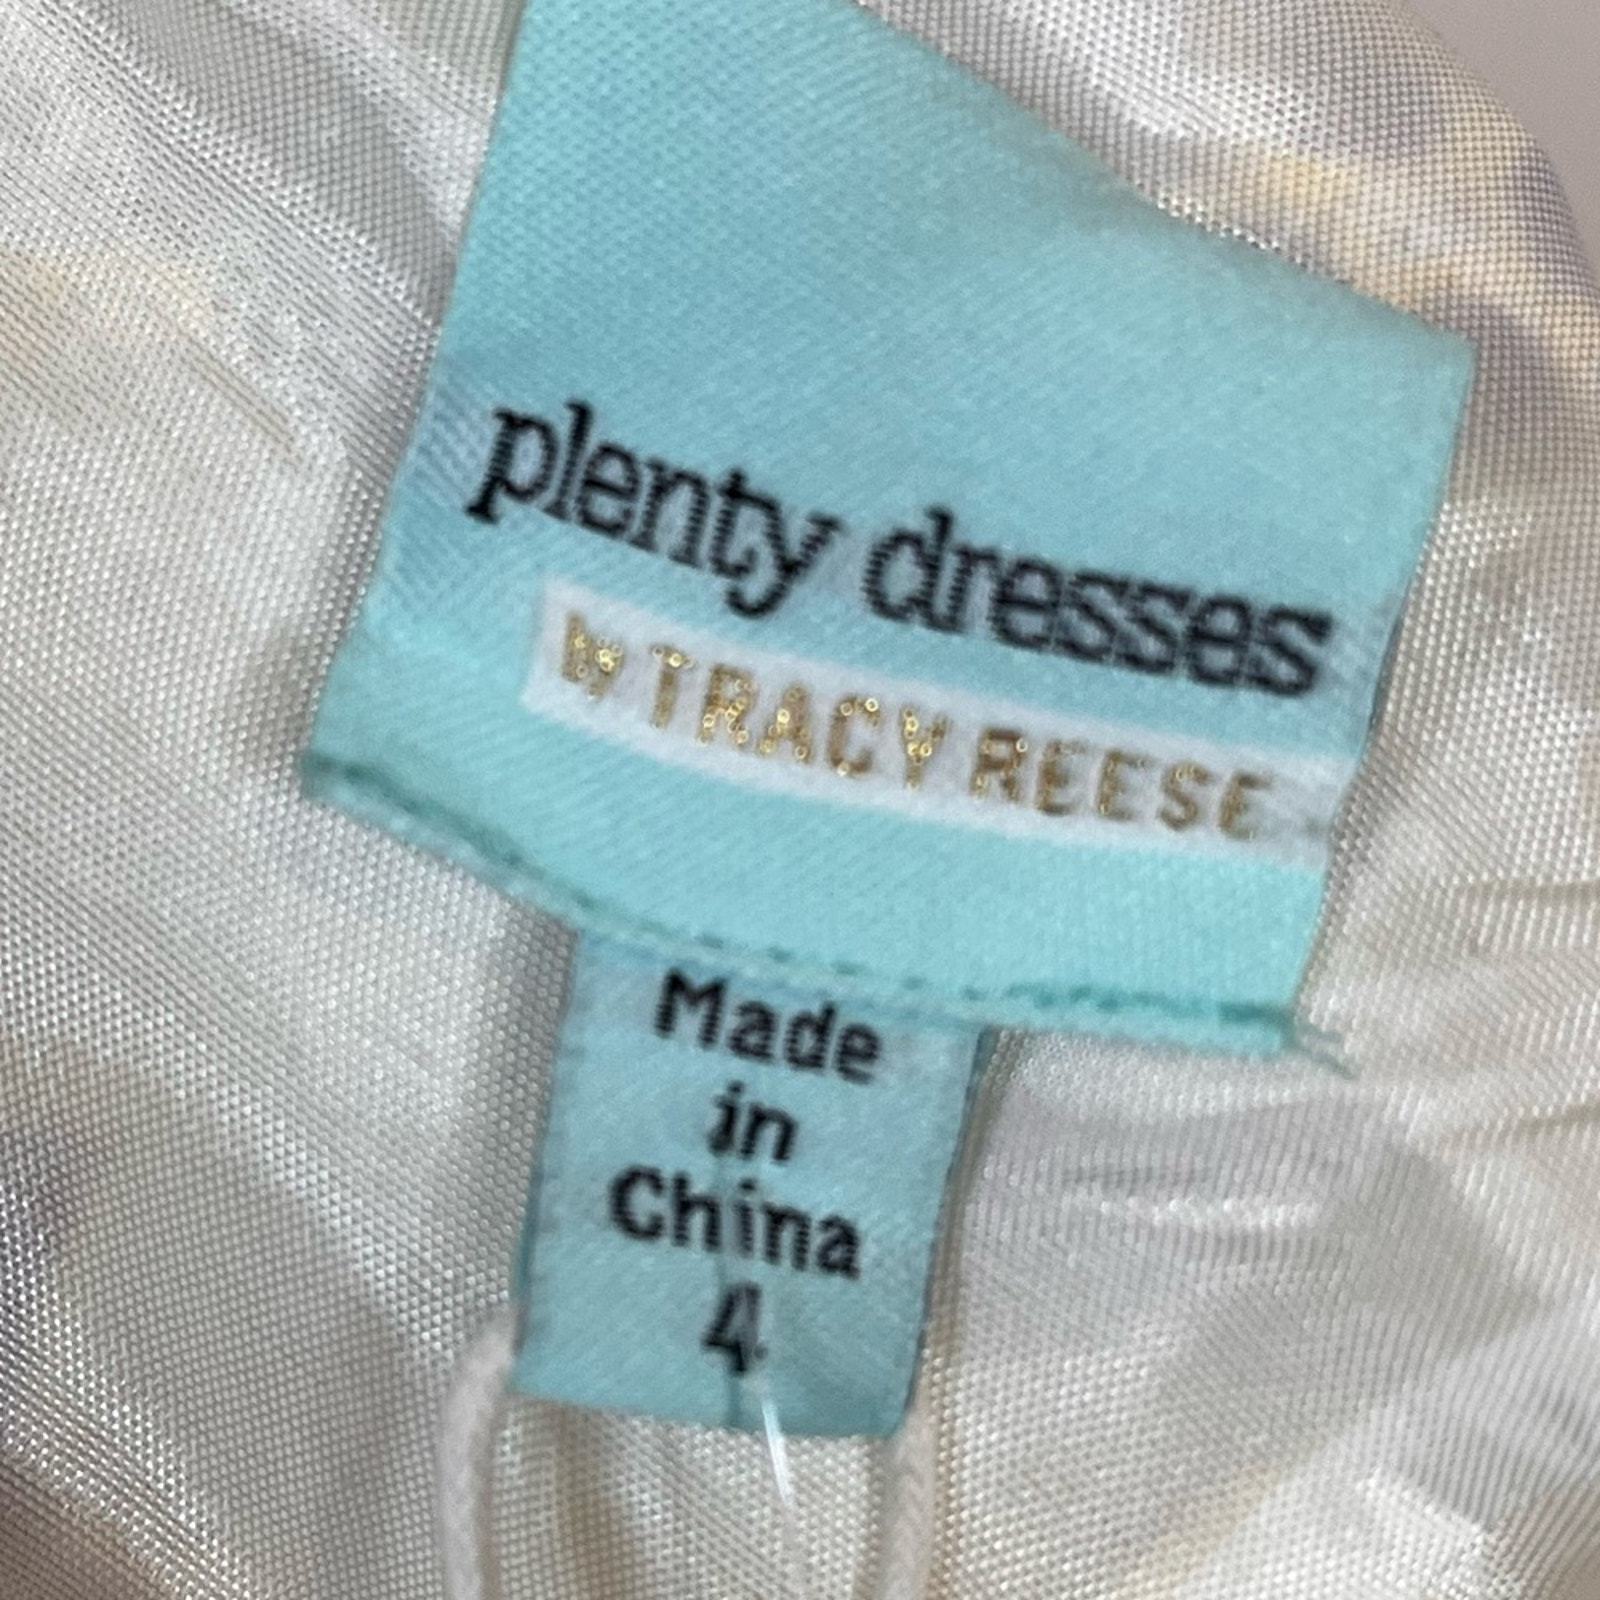 plenty dresses
by TRACY REESE
Made
in
China
4